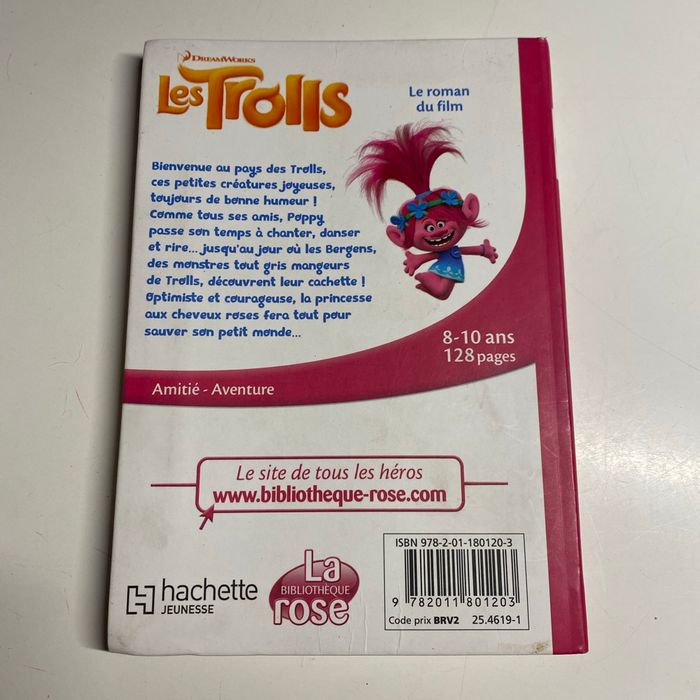 DREAMWORKS
Les Trolls
Le roman
du film
Bienvenue au pays des Trolls,
ces petites créatures joyeuses,
toujours de bonne humeur !
Comme tous ses amis, Poppy
passe son temps à chanter, danser
et rire... jusqu'au jour où les Bergens,
des monstres tout gris mangeurs
de Trolls, découvrent leur cachette !
Optimiste et courageuse, la princesse
aux cheveux roses fera tout pour
sauver son petit monde...
8-10 ans
128 pages
Amitié - Aventure
Le site de tous les héros
www.bibliotheque-rose.com
hachette
JEUNESSE
La
BIBLIOTHÈQUE
rose
ISBN 978-2-01-180120-3
9 782011 801203
Code prix BRV2 25.4619-1